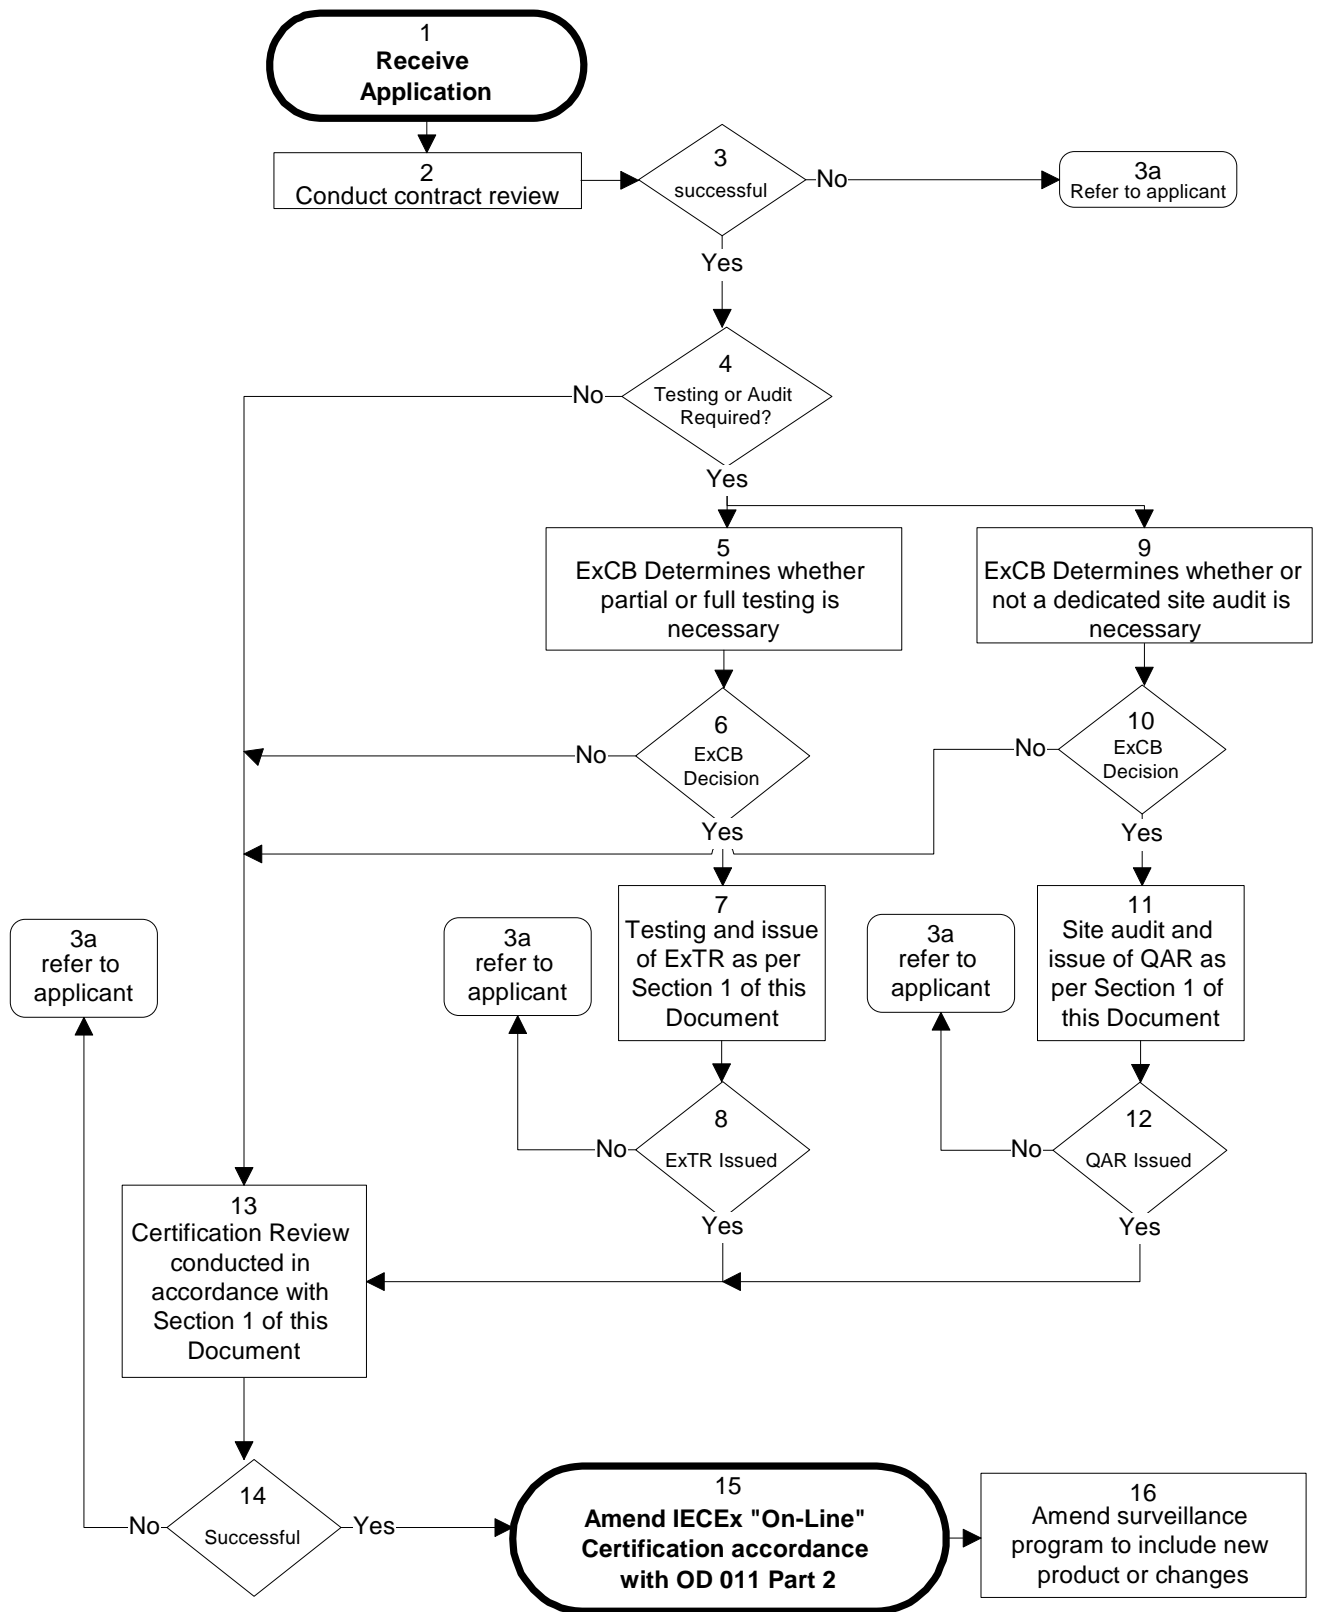 1
Receive
Application
2
Conduct contract review
3
successful
No
3a
Refer to applicant
Yes
4
Testing or Audit
Required?
No
Yes
5
ExCB Determines whether
partial or full testing is
necessary
9
ExCB Determines whether or
not a dedicated site audit is
necessary
6
ExCB
Decision
No
Yes
10
ExCB
Decision
No
Yes
7
Testing and issue
of ExTR as per
Section 1 of this
Document
11
Site audit and
issue of QAR as
per Section 1 of
this Document
3a
refer to
applicant
3a
refer to
applicant
3a
refer to
applicant
8
ExTR Issued
No
Yes
12
QAR Issued
No
Yes
13
Certification Review
conducted in
accordance with
Section 1 of this
Document
14
Successful
No
Yes
15
Amend IECEx "On-Line"
Certification accordance
with OD 011 Part 2
16
Amend surveillance
program to include new
product or changes